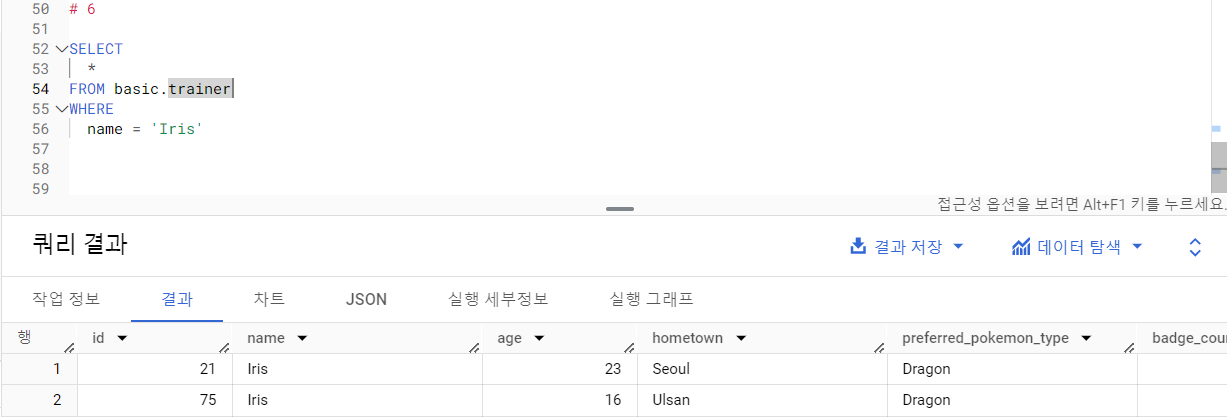 50 # 6
51
52 SELECT
53 *
54 FROM basic.trainer
55 WHERE
56 name = 'Iris'
57
58
59
접근성 옵션을 보려면 Alt+F1 키를 누르세요.
쿼리 결과 결과 저장 데이터 탐색
작업 정보 결과 차트 JSON 실행 세부정보 실행 그래프
행 id name age hometown preferred_pokemon_type badge_cour
1 21 Iris 23 Seoul Dragon
2 75 Iris 16 Ulsan Dragon